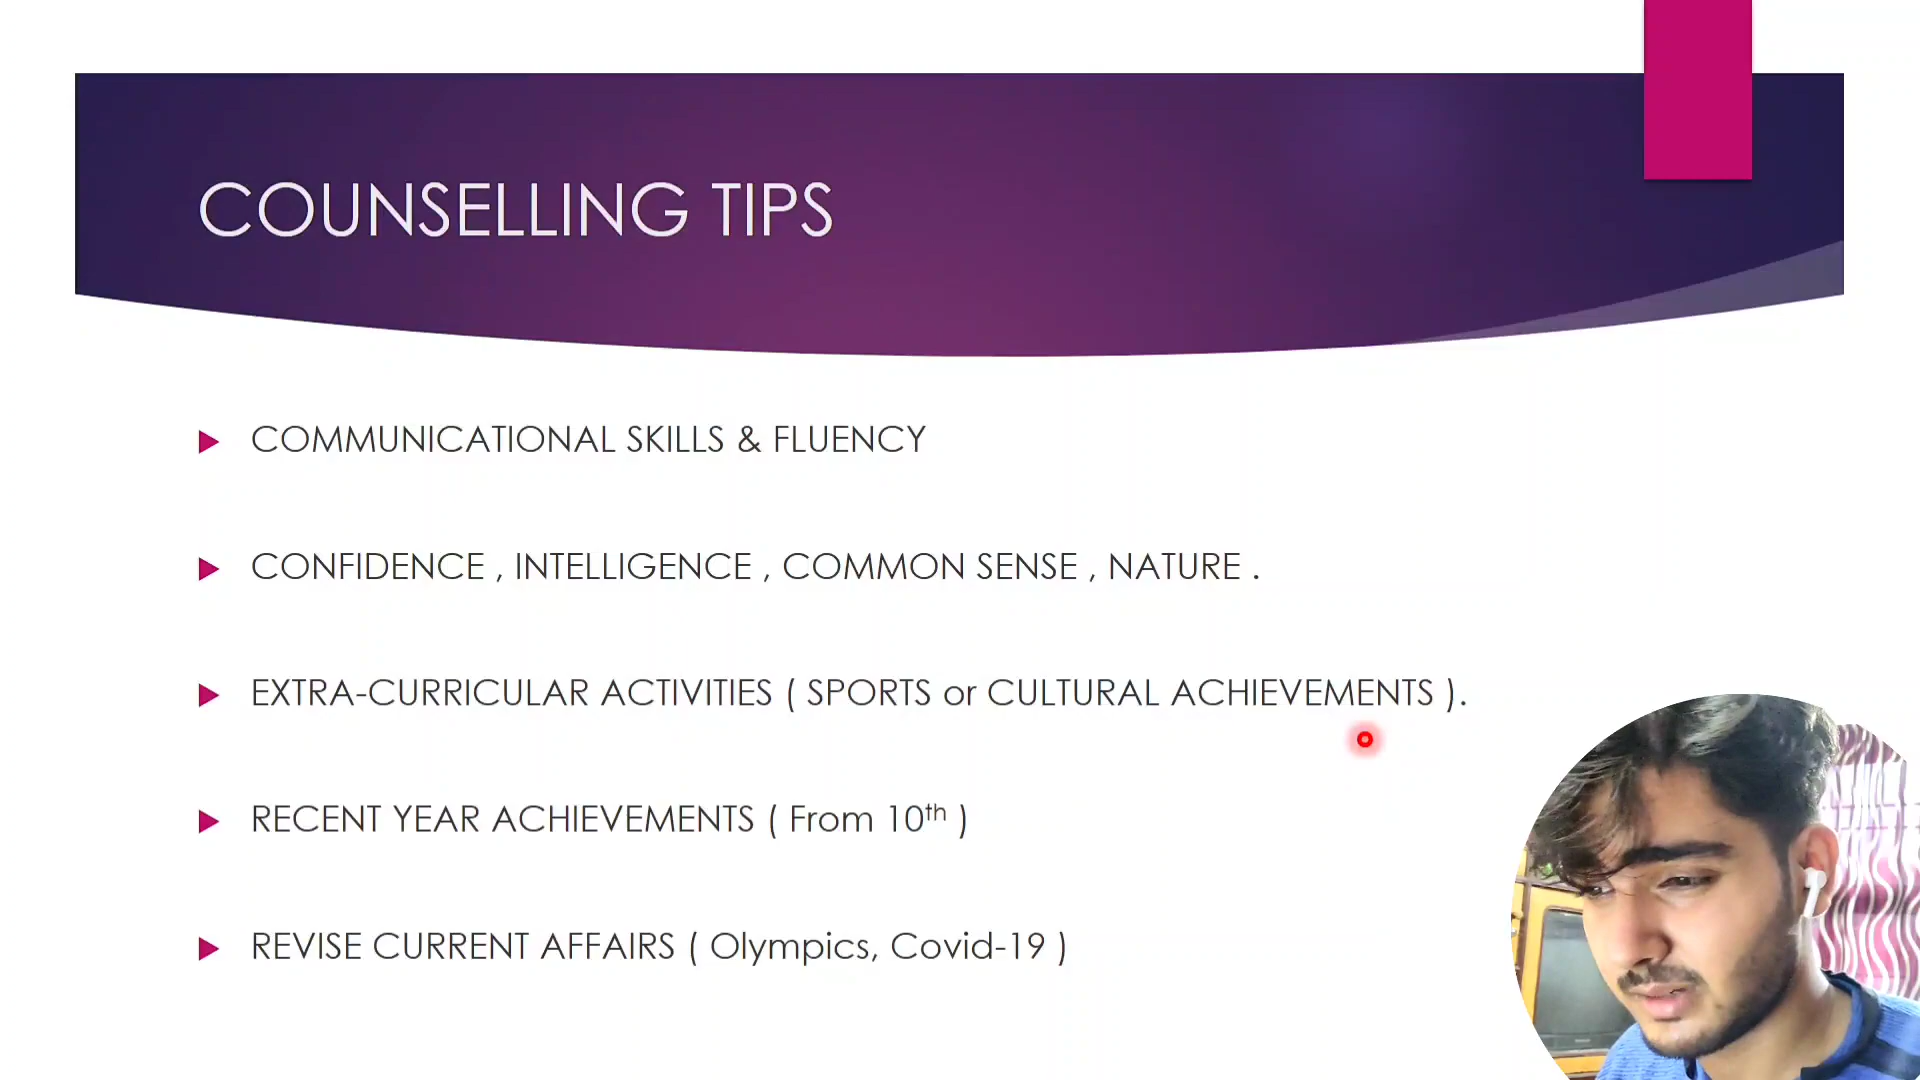 COUNSELLING TIPS
COMMUNICATIONAL SKILLS & FLUENCY
CONFIDENCE , INTELLIGENCE , COMMON SENSE , NATURE .
EXTRA-CURRICULAR ACTIVITIES ( SPORTS or CULTURAL ACHIEVEMENTS ).
RECENT YEAR ACHIEVEMENTS ( From 10th )
REVISE CURRENT AFFAIRS ( Olympics, Covid-19 )